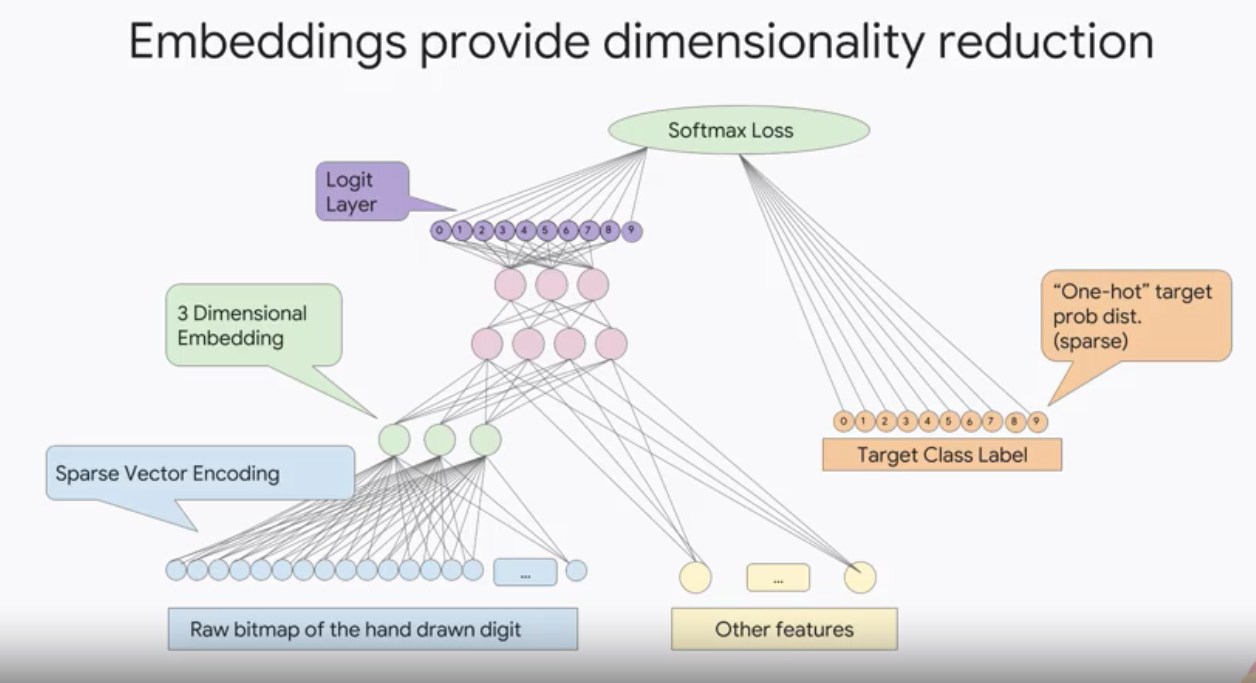 Embeddings provide dimensionality reduction
Softmax Loss
Logit
Layer
0 1 2 3 4 5 6 7 8 9
3 Dimensional
Embedding
"One-hot" target
prob dist.
(sparse)
0 1 2 3 4 5 6 7 8 9
Target Class Label
Sparse Vector Encoding
...
...
Raw bitmap of the hand drawn digit
Other features